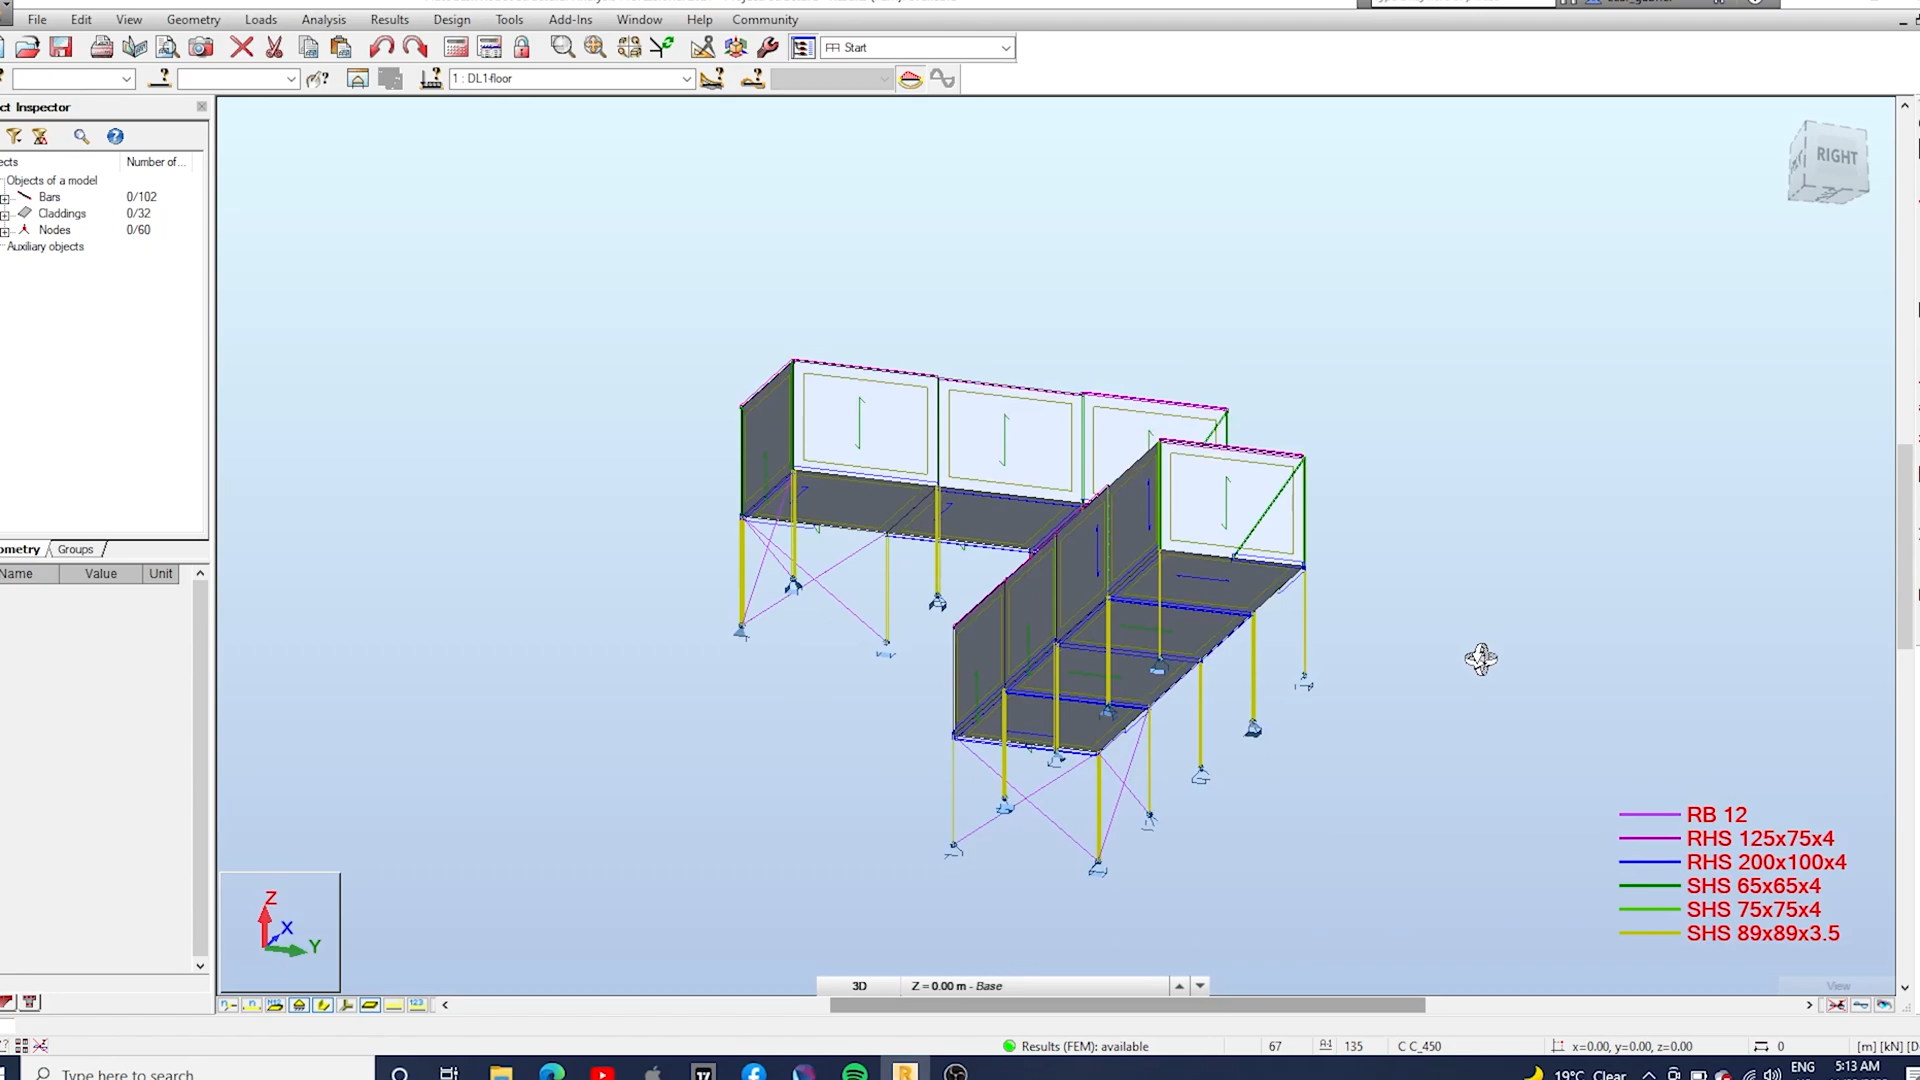 File Edit View Geometry Loads Analysis Results Design Tools Add-Ins Window Help Community
Start
1 : DL1-floor
ct Inspector
ects Number of...
Objects of a model
Bars 0/102
Claddings 0/32
Nodes 0/60
Auxiliary objects
ometry Groups
Name Value Unit
RIGHT
RB 12
RHS 125x75x4
RHS 200x100x4
SHS 65x65x4
SHS 75x75x4
SHS 89x89x3.5
Z
X
Y
3D Z = 0.00 m - Base
View
Results (FEM): available 67 135 C C_450 x=0.00, y=0.00, z=0.00 0 [m] [kN] [D
Type here to search
19°C Clear ENG 5:13 AM